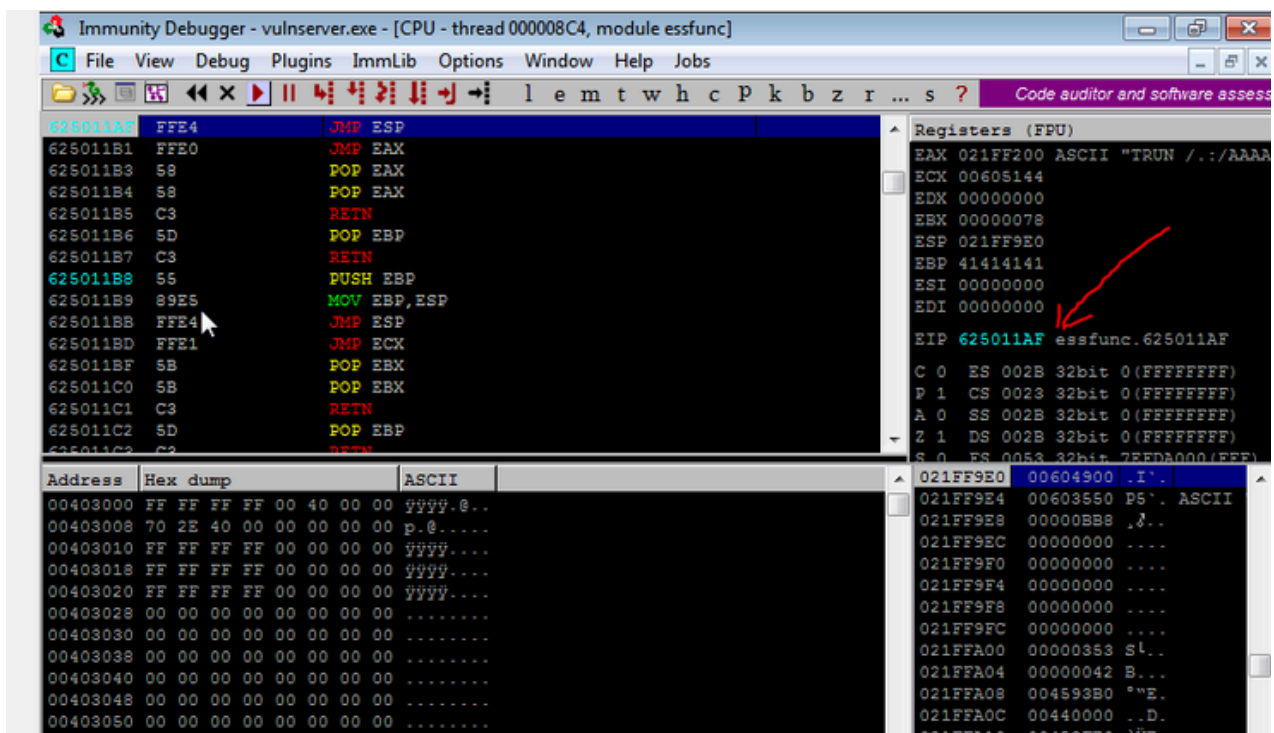 Immunity Debugger - vulnserver.exe - [CPU - thread 000008C4, module essfunc]
C File View Debug Plugins ImmLib Options Window Help Jobs
l e m t w h c P k b z r ... s ? Code auditor and software assess
625011AF FFE4 JMP ESP
625011B1 FFE0 JMP EAX
625011B3 58 POP EAX
625011B4 58 POP EAX
625011B5 C3 RETN
625011B6 5D POP EBP
625011B7 C3 RETN
625011B8 55 PUSH EBP
625011B9 89E5 MOV EBP,ESP
625011BB FFE4 JMP ESP
625011BD FFE1 JMP ECX
625011BF 5B POP EBX
625011C0 5B POP EBX
625011C1 C3 RETN
625011C2 5D POP EBP
625011C3 C3 RETN
Registers (FPU)
EAX 021FF200 ASCII "TRUN /.:/AAAA
ECX 00605144
EDX 00000000
EBX 00000078
ESP 021FF9E0
EBP 41414141
ESI 00000000
EDI 00000000
EIP 625011AF essfunc.625011AF
C 0 ES 002B 32bit 0(FFFFFFFF)
P 1 CS 0023 32bit 0(FFFFFFFF)
A 0 SS 002B 32bit 0(FFFFFFFF)
Z 1 DS 002B 32bit 0(FFFFFFFF)
S 0 FS 0053 32bit 7EFDA000(FFF)
Address Hex dump ASCII
00403000 FF FF FF FF 00 40 00 00 ÿÿÿÿ.@..
00403008 70 2E 40 00 00 00 00 00 p.@.....
00403010 FF FF FF FF 00 00 00 00 ÿÿÿÿ....
00403018 FF FF FF FF 00 00 00 00 ÿÿÿÿ....
00403020 FF FF FF FF 00 00 00 00 ÿÿÿÿ....
00403028 00 00 00 00 00 00 00 00 ........
00403030 00 00 00 00 00 00 00 00 ........
00403038 00 00 00 00 00 00 00 00 ........
00403040 00 00 00 00 00 00 00 00 ........
00403048 00 00 00 00 00 00 00 00 ........
00403050 00 00 00 00 00 00 00 00 ........
021FF9E0 00604900 .I`.
021FF9E4 00603550 P5`. ASCII
021FF9E8 00000BB8
021FF9EC 00000000 ....
021FF9F0 00000000 ....
021FF9F4 00000000 ....
021FF9F8 00000000 ....
021FF9FC 00000000 ....
021FFA00 00000353
021FFA04 00000042 B...
021FFA08 004593B0
021FFA0C 00440000 ..D.